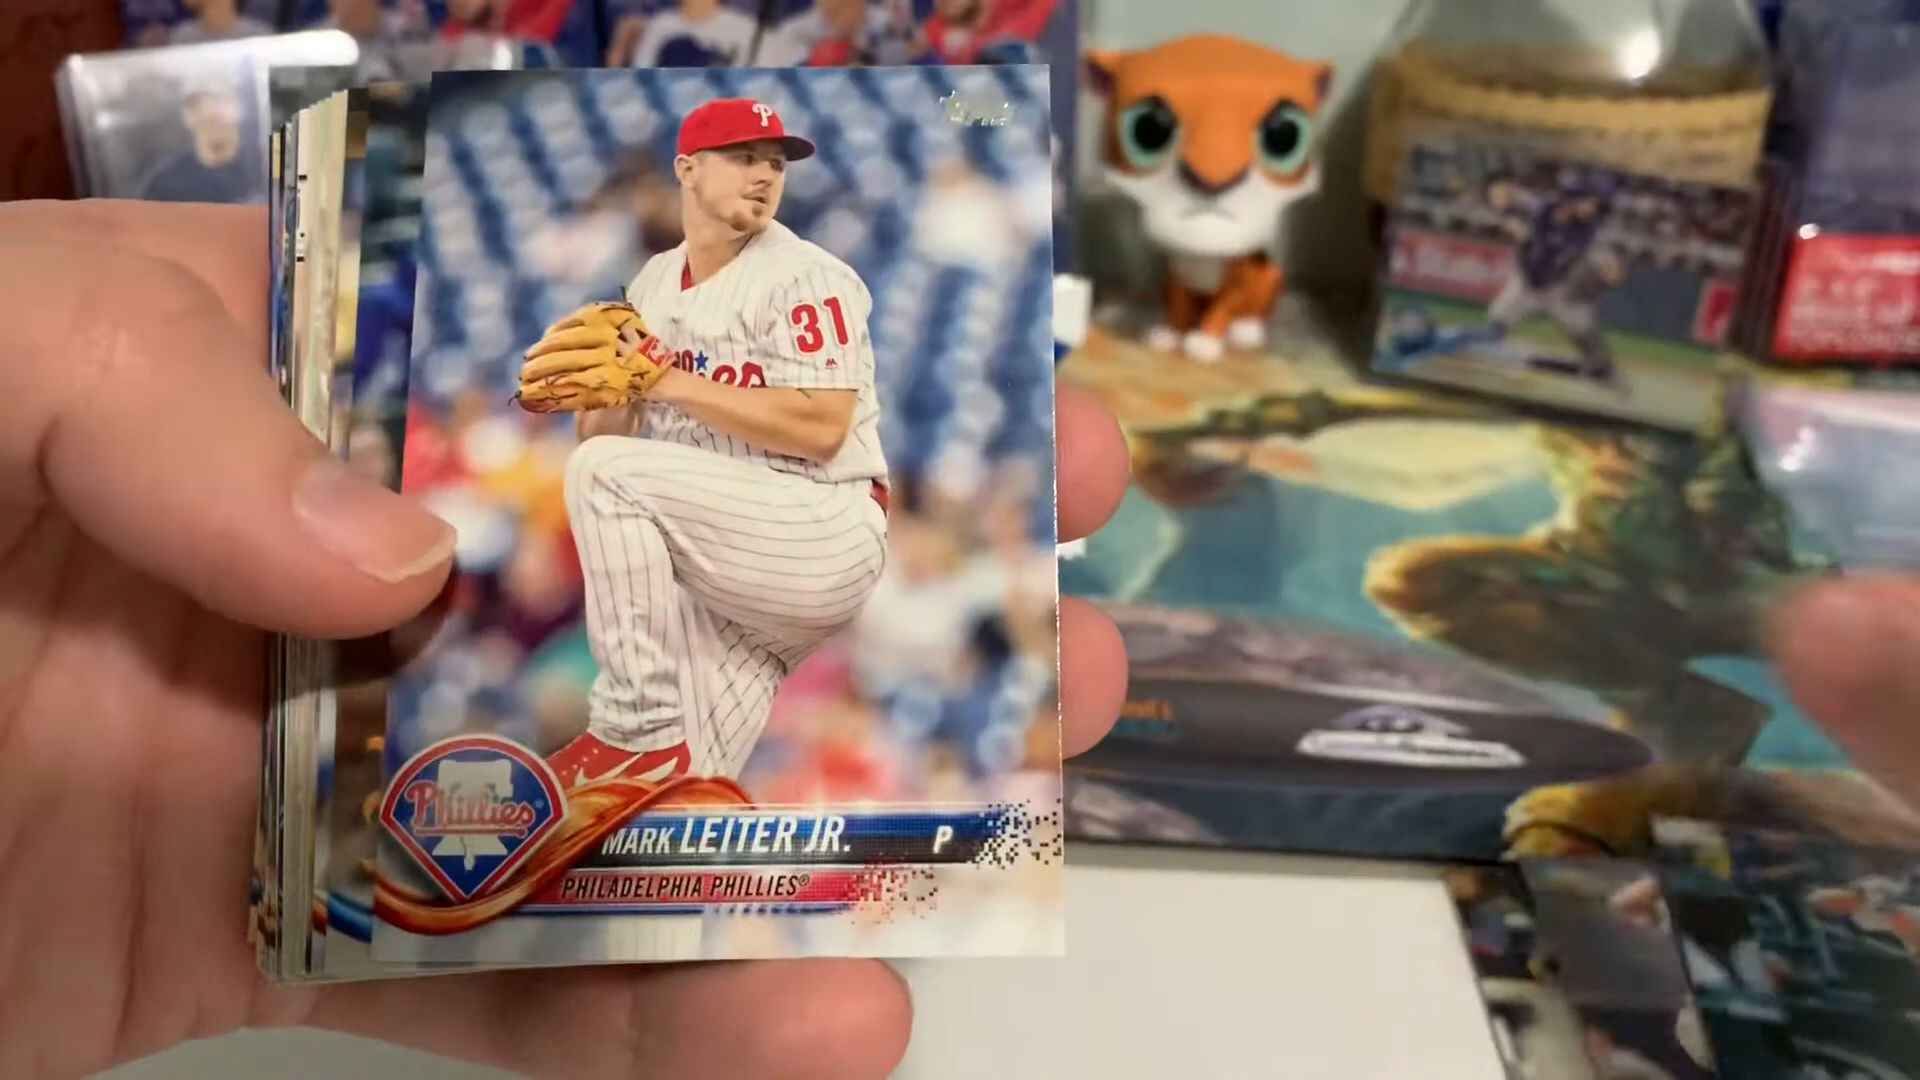 Topps
P
31
Phillies
MARK LEITER JR. P
PHILADELPHIA PHILLIES®